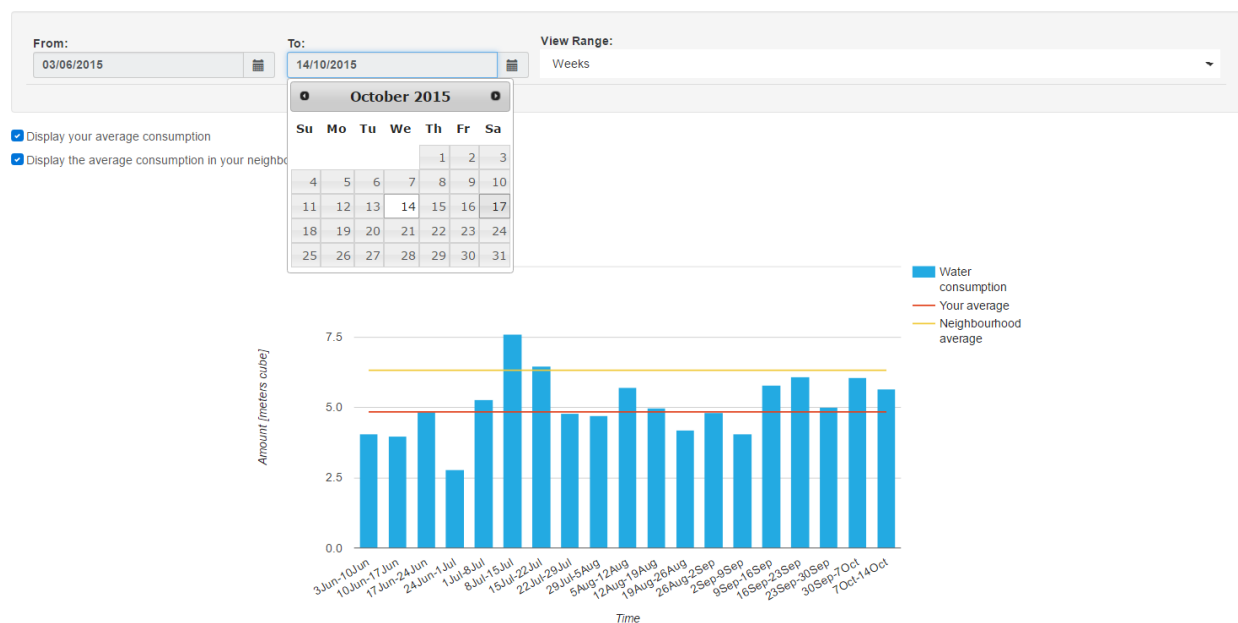 From: To: View Range:
03/06/2015 14/10/2015 Weeks
October 2015
Su Mo Tu We Th Fr Sa
1 2 3
4 5 6 7 8 9 10
11 12 13 14 15 16 17
18 19 20 21 22 23 24
25 26 27 28 29 30 31
Display your average consumption
Display the average consumption in your
Water
consumption
Your average
Neighbourhood
average
Amount [meters cube]
7.5
5.0
2.5
0.0
3Jun-10Jun
10Jun-17Jun
17Jun-24Jun
24Jun-1Jul
1Jul-8Jul
8Jul-15Jul
15Jul-22Jul
22Jul-29Jul
29Jul-5Aug
5Aug-12Aug
12Aug-19Aug
19Aug-26Aug
26Aug-2Sep
2Sep-9Sep
9Sep-16Sep
16Sep-23Sep
23Sep-30Sep
30Sep-7Oct
7Oct-14Oct
Time